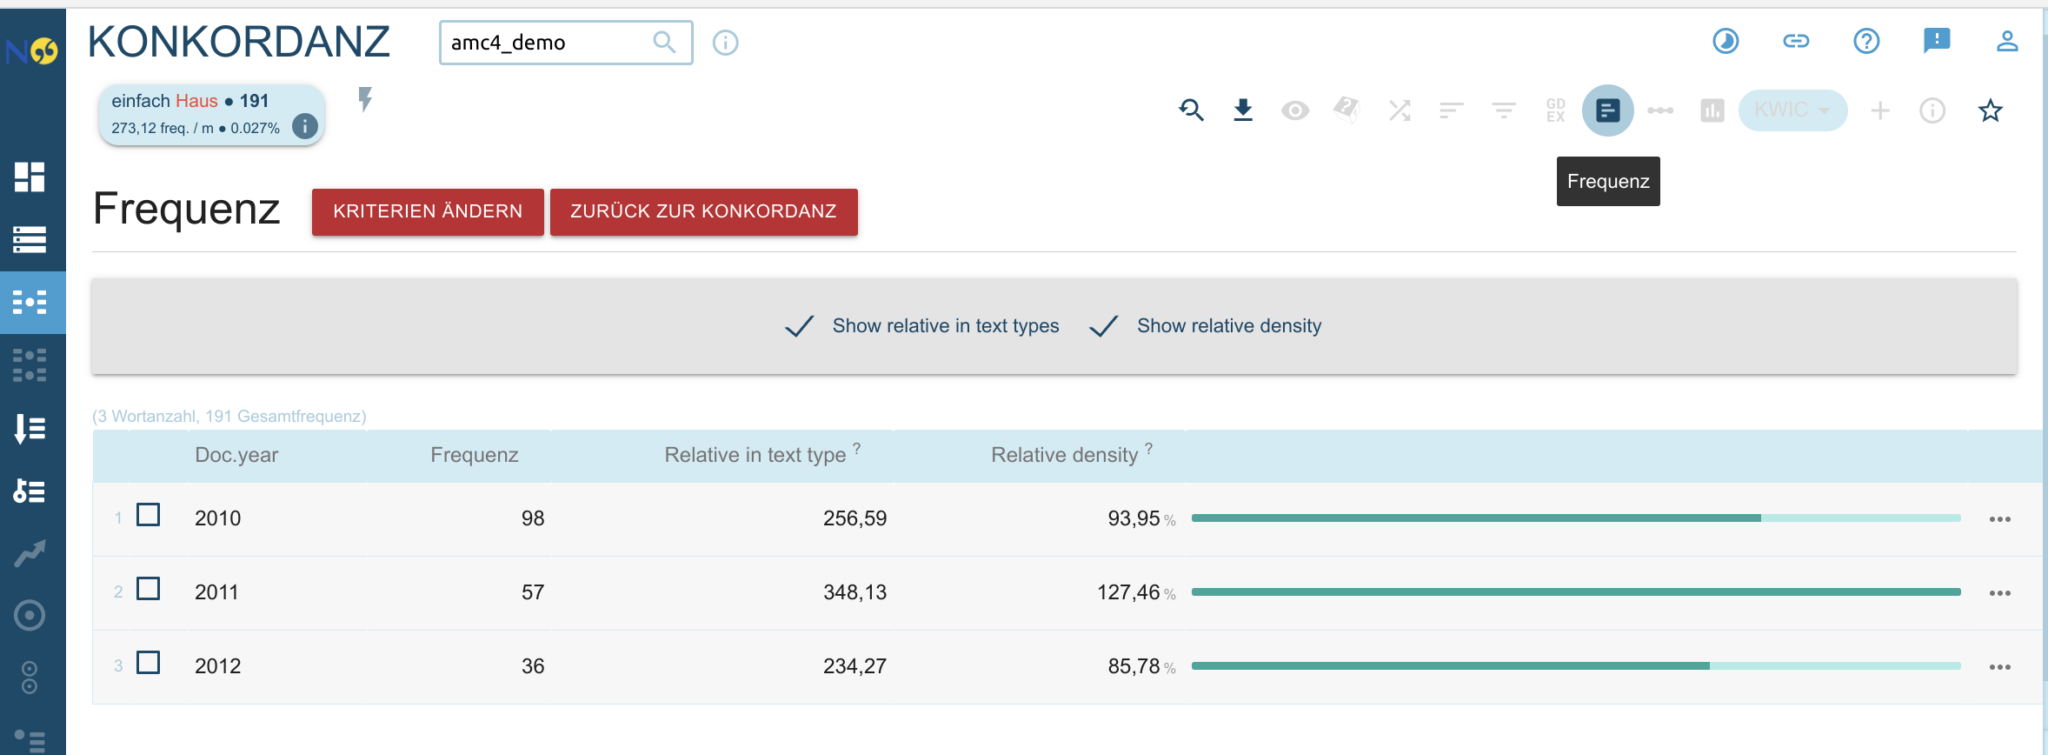 KONKORDANZ
amc4_demo
einfach Haus ● 191
273,12 freq. / m ● 0.027%
GD
EX
KWIC
Frequenz
Frequenz
KRITERIEN ÄNDERN
ZURÜCK ZUR KONKORDANZ
Show relative in text types
Show relative density
(3 Wortanzahl, 191 Gesamtfrequenz)
Doc.year Frequenz Relative in text type ? Relative density ?
1 2010 98 256,59 93,95 % •••
2 2011 57 348,13 127,46 % •••
3 2012 36 234,27 85,78 % •••